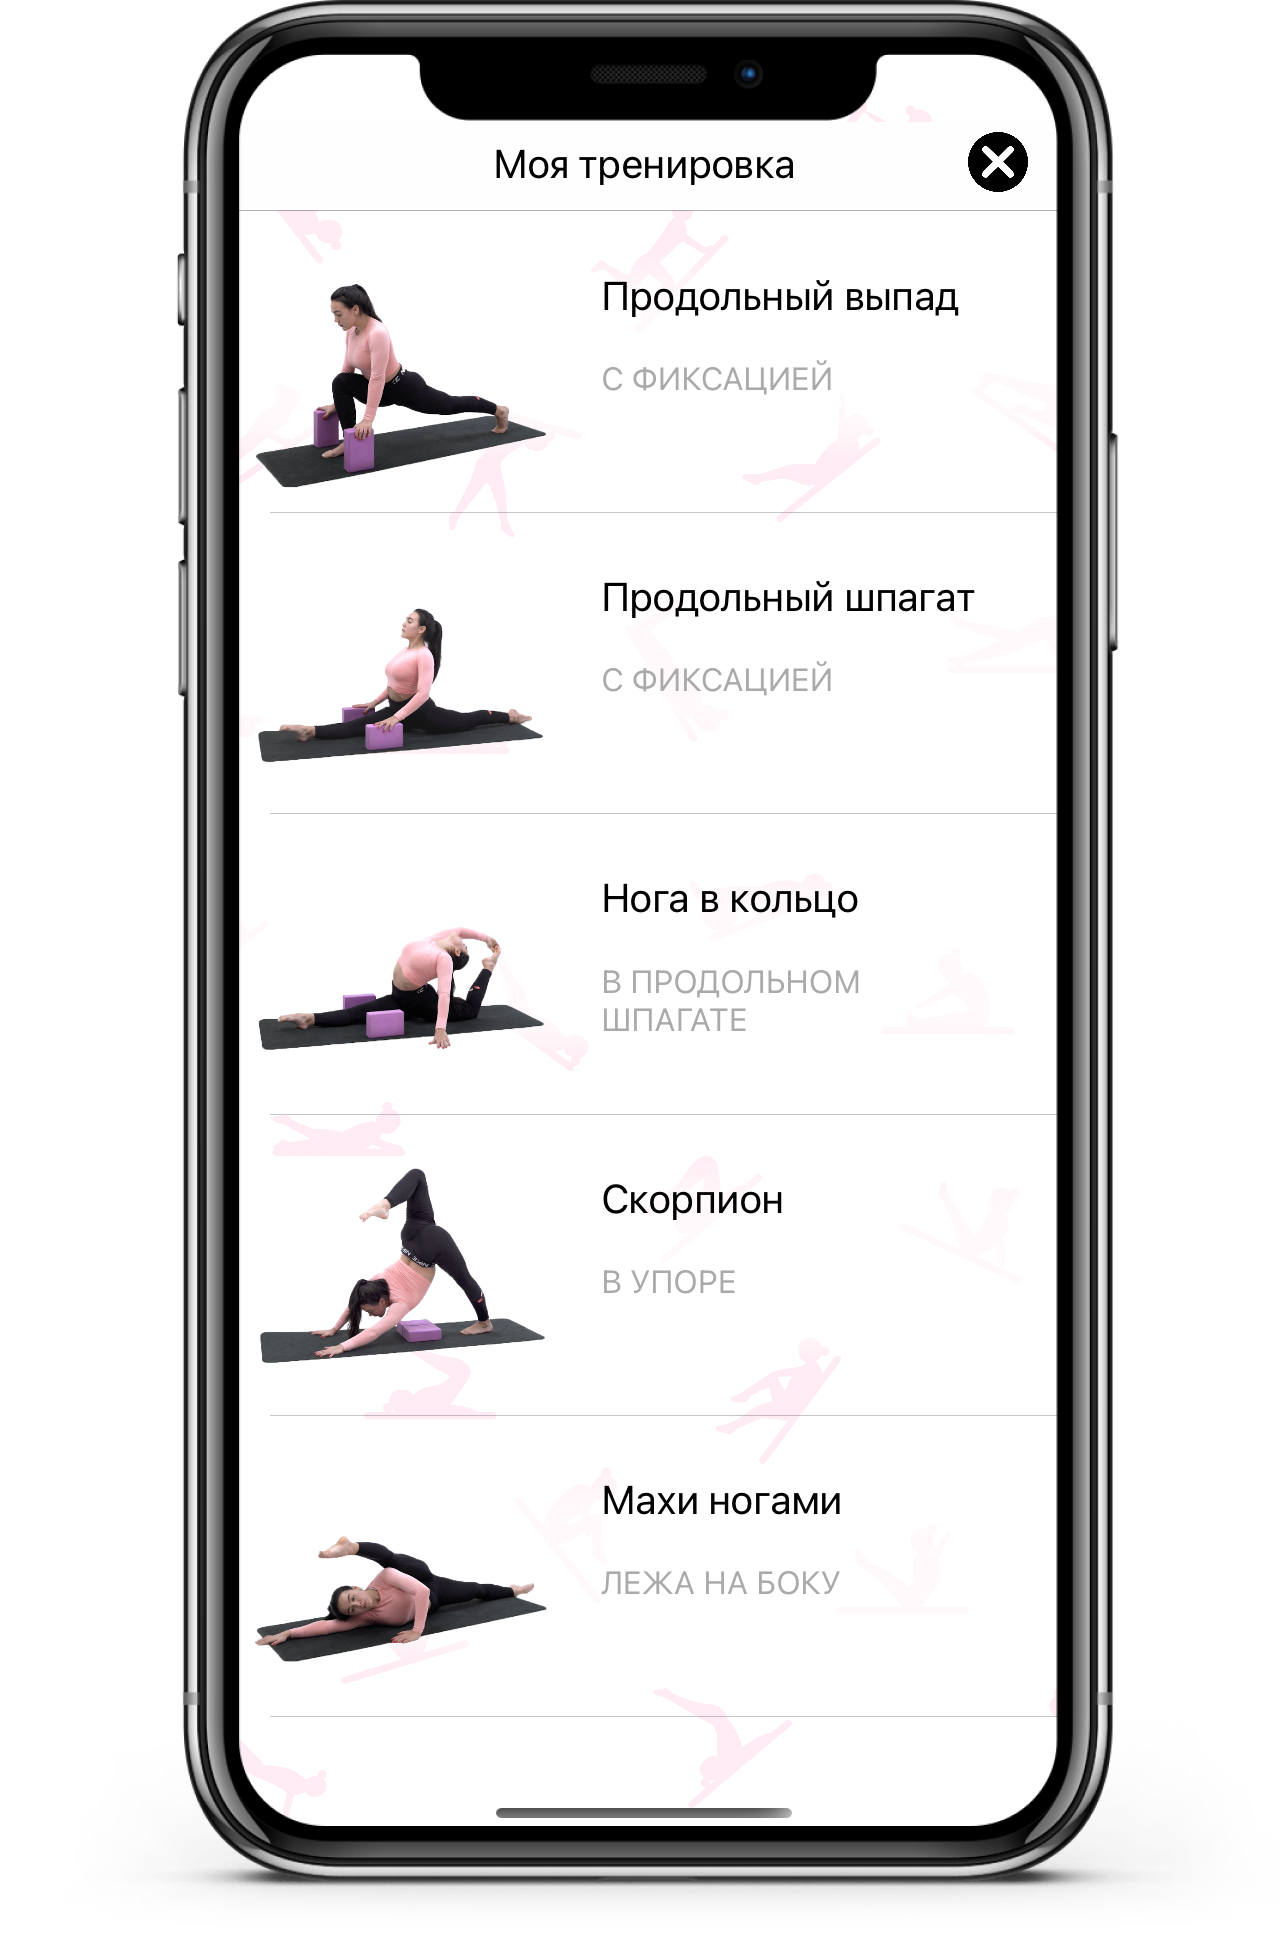 Моя тренировка
Продольный выпад
С ФИКСАЦИЕЙ
Продольный шпагат
С ФИКСАЦИЕЙ
Нога в кольцо
В ПРОДОЛЬНОМ
ШПАГАТЕ
Скорпион
В УПОРЕ
Махи ногами
ЛЕЖА НА БОКУ